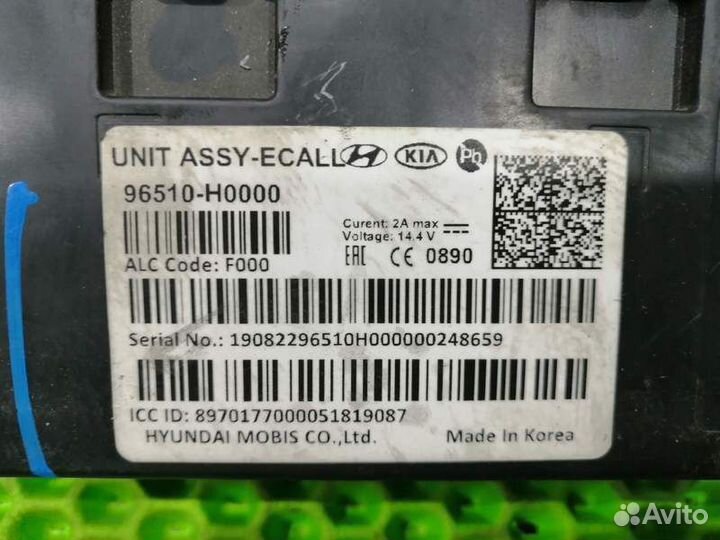 UNIT ASSY-ECALL KIA Pb
96510-H0000
Curent: 2A max
Voltage: 14.4 V
EAC CE 0890
ALC Code: F000
Serial No.: 19082296510H000000248659
ICC ID: 8970177000051819087
HYUNDAI MOBIS CO.,Ltd. Made In Korea
Avito